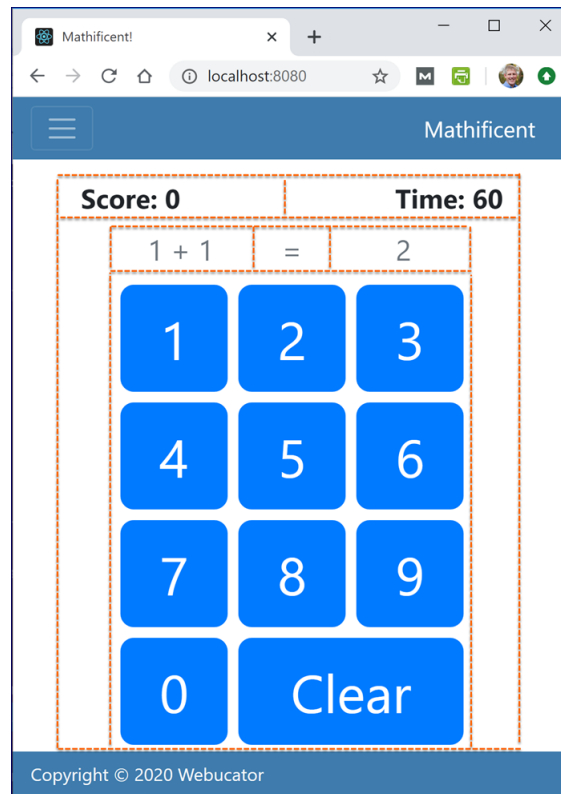 Mathificent!
localhost:8080
Mathificent
Score: 0 Time: 60
1 + 1 = 2
1 2 3
4 5 6
7 8 9
0 Clear
Copyright © 2020 Webucator